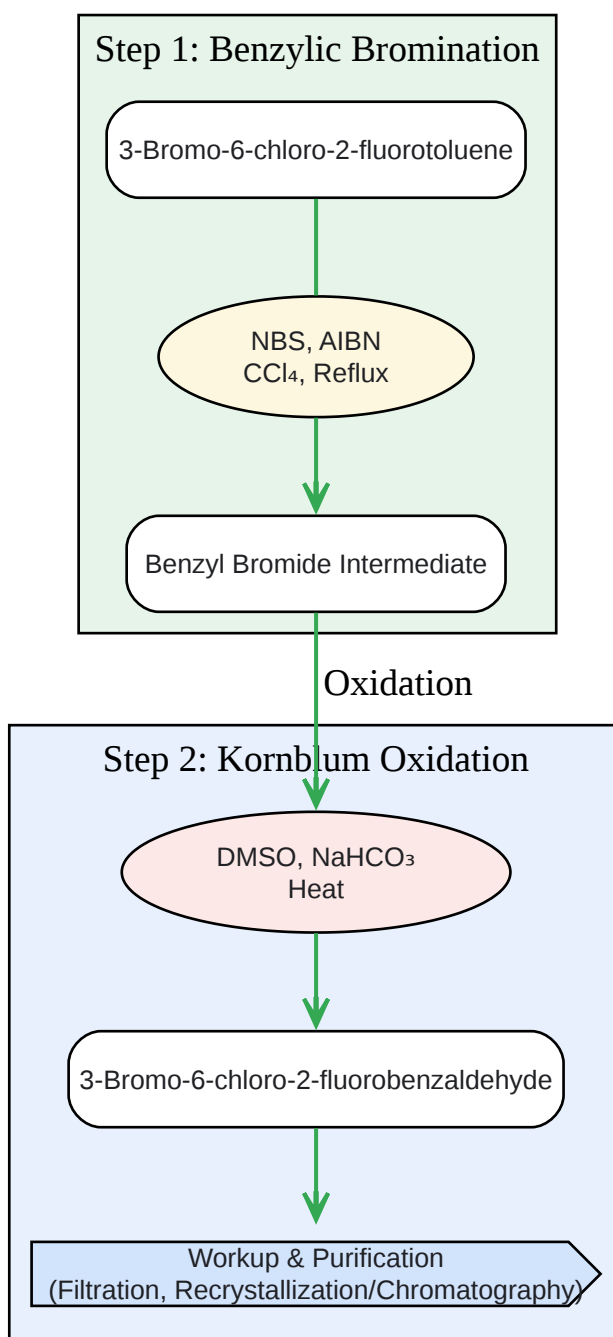 Step 1: Benzylic Bromination
3-Bromo-6-chloro-2-fluorotoluene
NBS, AIBN
CCl₄, Reflux
Benzyl Bromide Intermediate
Oxidation
Step 2: Kornblum Oxidation
DMSO, NaHCO₃
Heat
3-Bromo-6-chloro-2-fluorobenzaldehyde
Workup & Purification
(Filtration, Recrystallization/Chromatography)